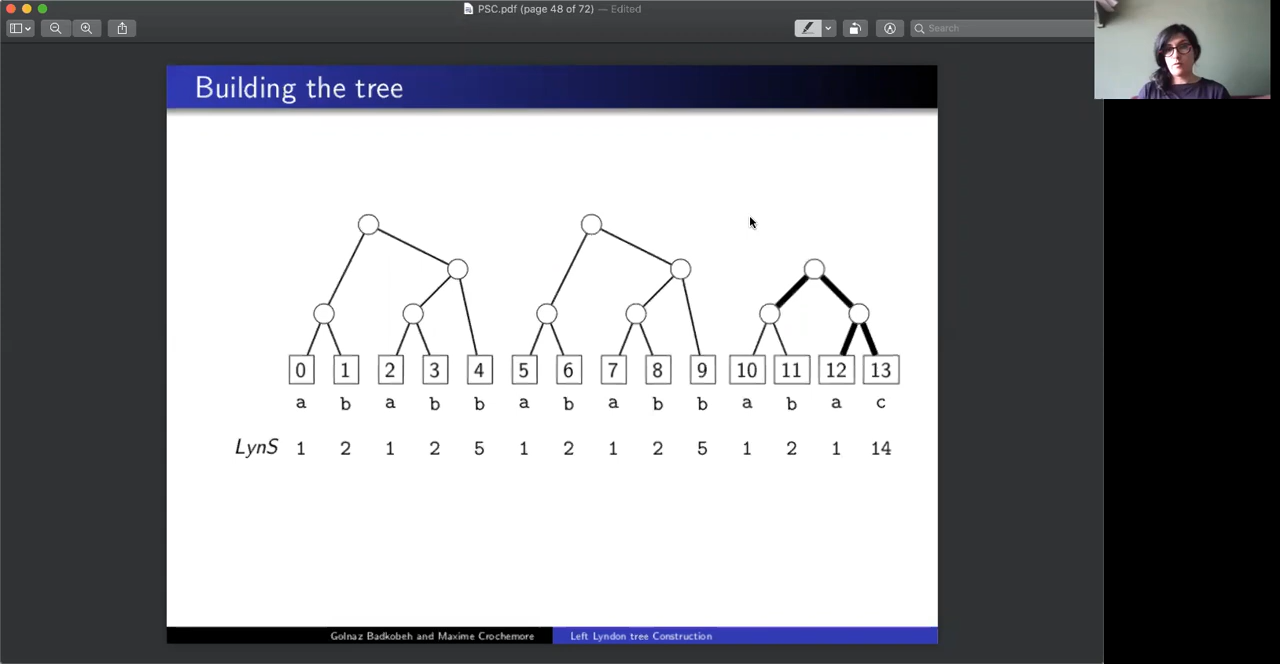 PSC.pdf (page 48 of 72) — Edited
Search
Building the tree
0 1 2 3 4 5 6 7 8 9 10 11 12 13
a b a b b a b a b b a b a c
LynS 1 2 1 2 5 1 2 1 2 5 1 2 1 14
Golnaz Badkobeh and Maxime Crochemore Left Lyndon tree Construction